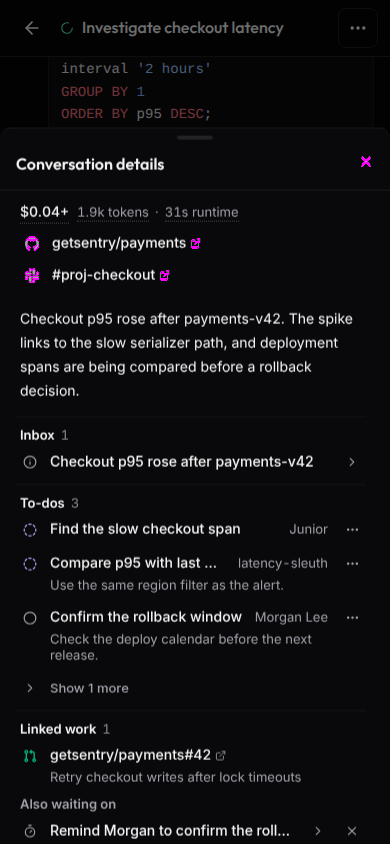 Investigate checkout latency
interval '2 hours'
GROUP BY 1
ORDER BY p95 DESC;
Conversation details
$0.04+ 1.9k tokens · 31s runtime
getsentry/payments
#proj-checkout
Checkout p95 rose after payments-v42. The spike
links to the slow serializer path, and deployment
spans are being compared before a rollback
decision.
Inbox 1
Checkout p95 rose after payments-v42
To-dos 3
Find the slow checkout span Junior
Compare p95 with last ... latency-sleuth
Use the same region filter as the alert.
Confirm the rollback window Morgan Lee
Check the deploy calendar before the next
release.
Show 1 more
Linked work 1
getsentry/payments#42
Retry checkout writes after lock timeouts
Also waiting on
Remind Morgan to confirm the roll...